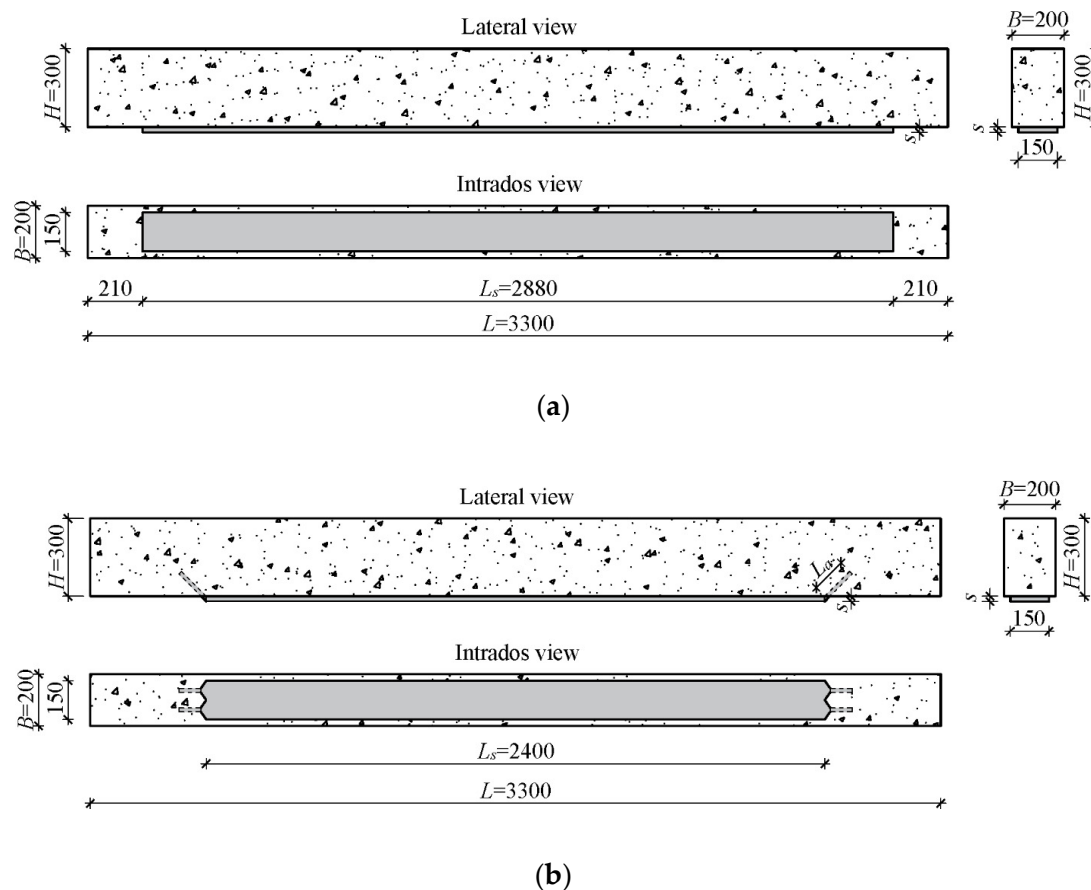 Lateral view
B=200
H=300
H=300
s
s
150
Intrados view
B=200
150
210
Ls=2880
210
L=3300
(a)
Lateral view
B=200
H=300
La
H=300
s
s
150
Intrados view
B=200
150
Ls=2400
L=3300
(b)